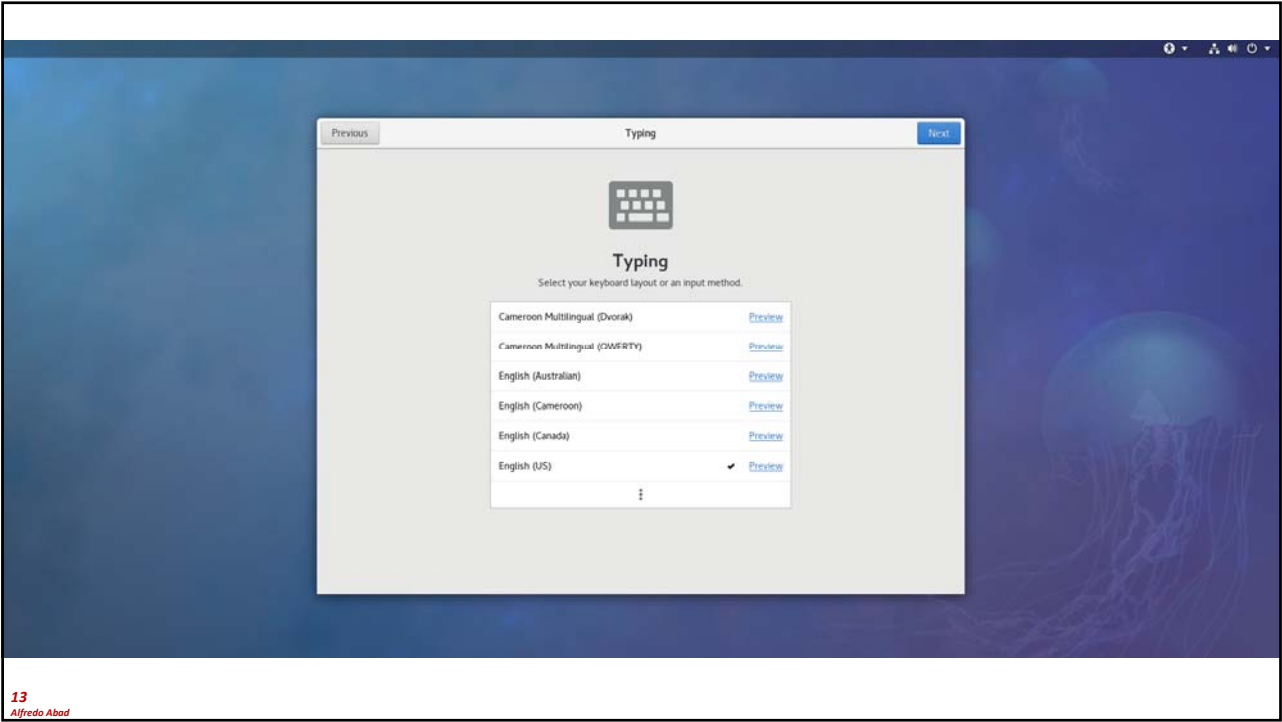 Previous
Typing
Next
Typing
Select your keyboard layout or an input method.
Cameroon Multilingual (Dvorak) Preview
Cameroon Multilingual (QWERTY) Preview
English (Australian) Preview
English (Cameroon) Preview
English (Canada) Preview
English (US) ✔ Preview
13
Alfredo Abad